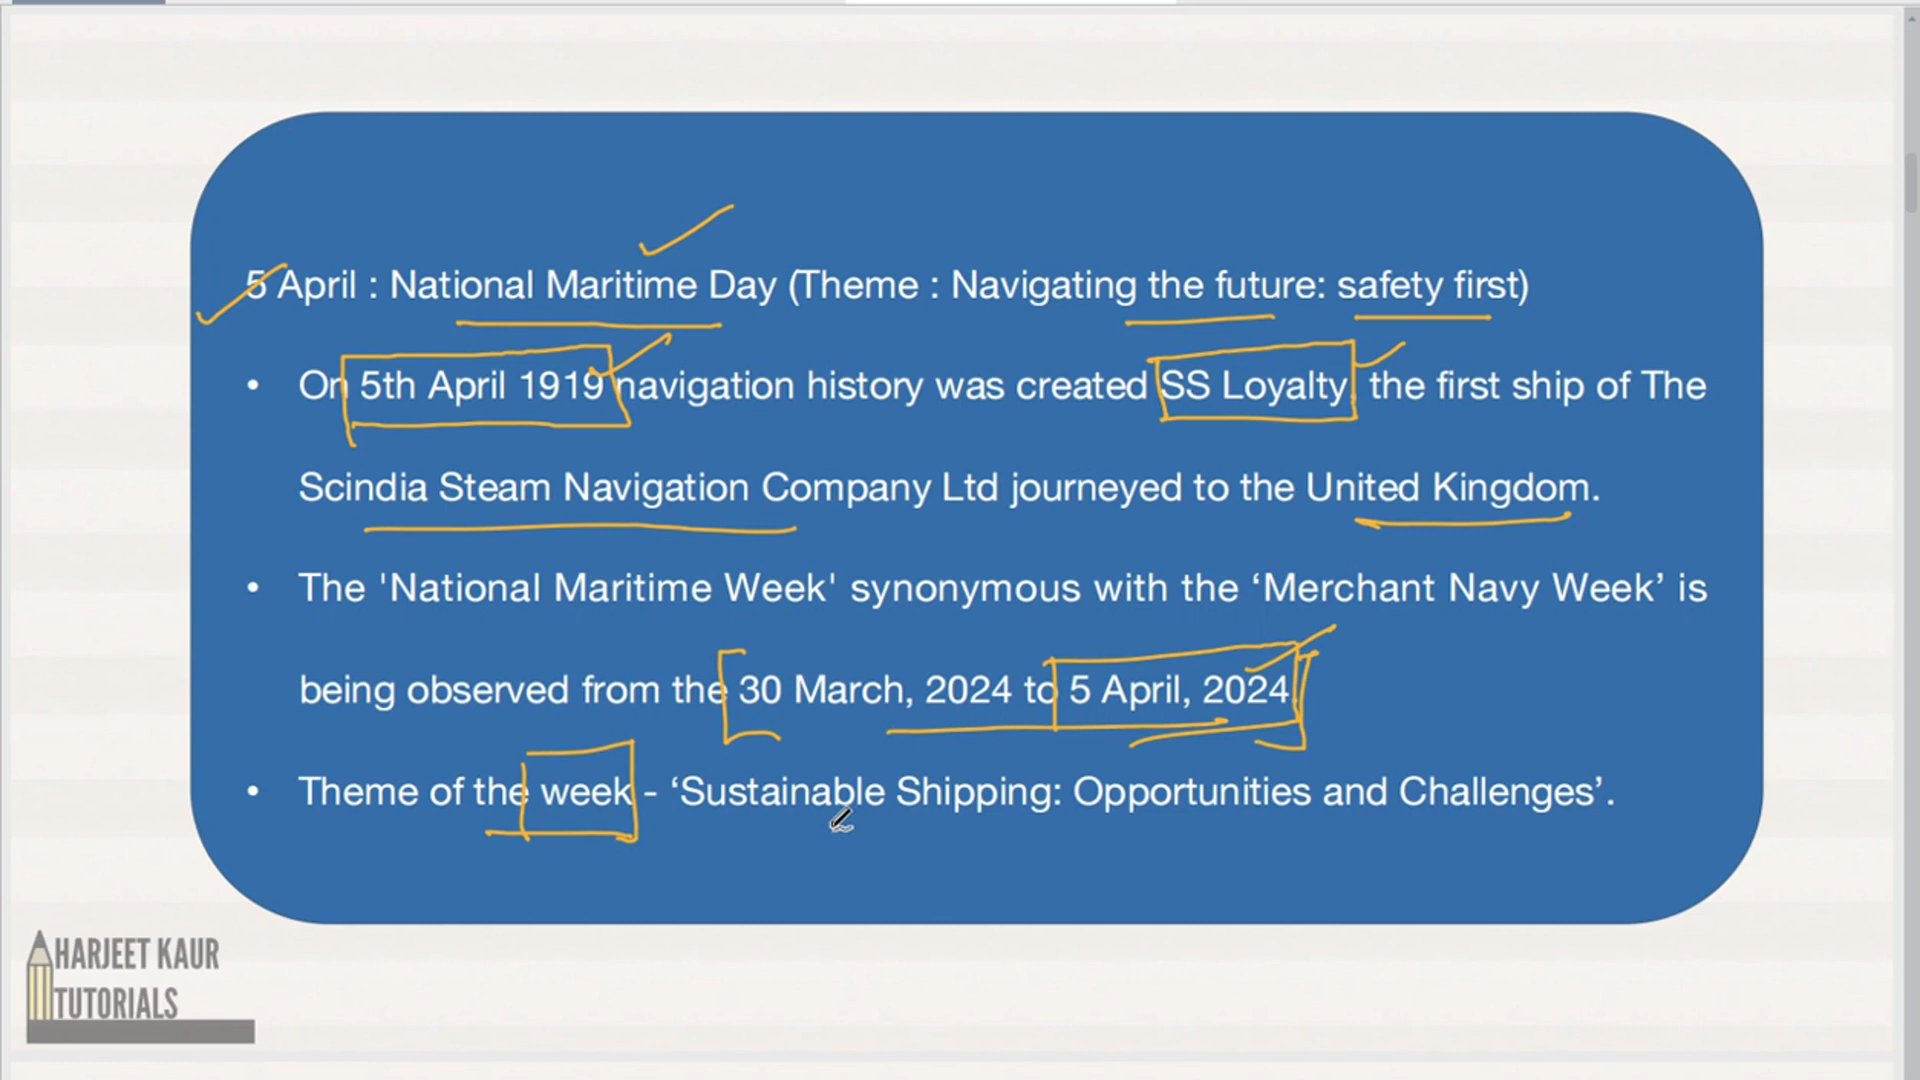 5 April : National Maritime Day (Theme : Navigating the future: safety first)
• On 5th April 1919 navigation history was created SS Loyalty, the first ship of The
Scindia Steam Navigation Company Ltd journeyed to the United Kingdom.
• The 'National Maritime Week' synonymous with the ‘Merchant Navy Week’ is
being observed from the 30 March, 2024 to 5 April, 2024.
• Theme of the week - ‘Sustainable Shipping: Opportunities and Challenges’.
HARJEET KAUR
TUTORIALS